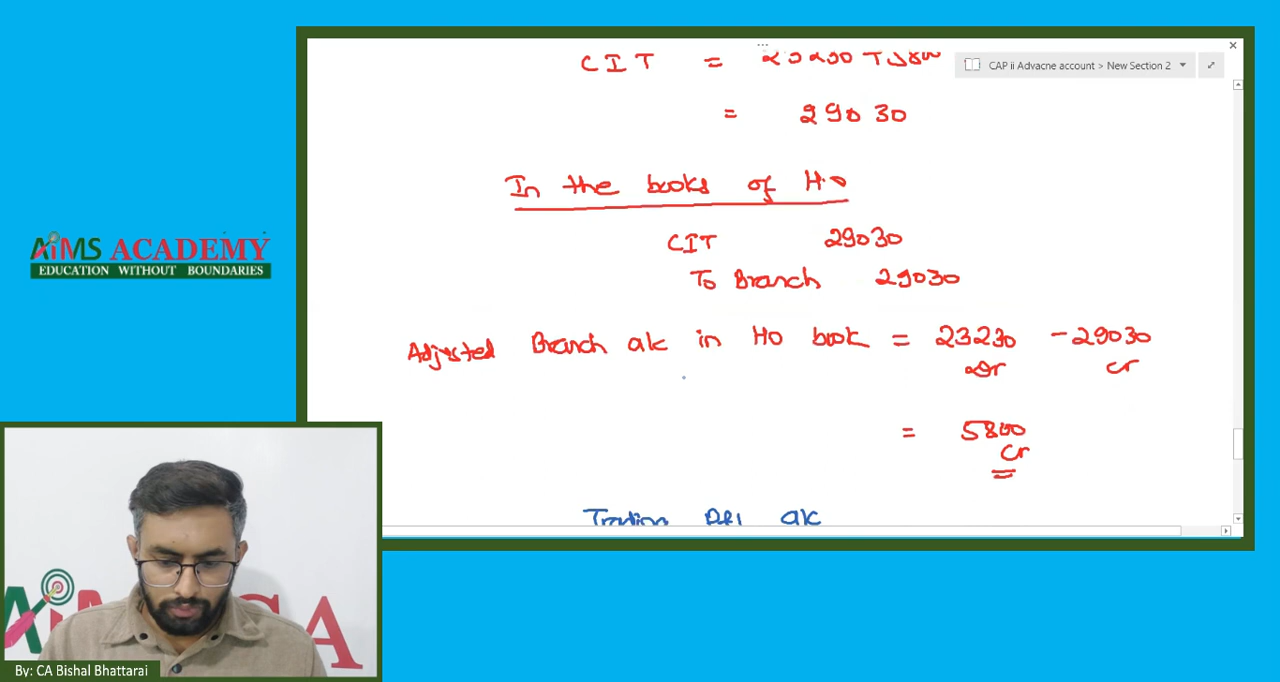 CIT = 23230 + 5800
CAP ii Advacne account > New Section 2
= 29030
In the books of H.O
CIT 29030
To Branch 29030
AiMS ACADEMY
EDUCATION WITHOUT BOUNDARIES
Adjusted Branch a/c in HO book = 23230 - 29030
Dr Cr
= 5800
Cr
Trading P&L a/c
By: CA Bishal Bhattarai